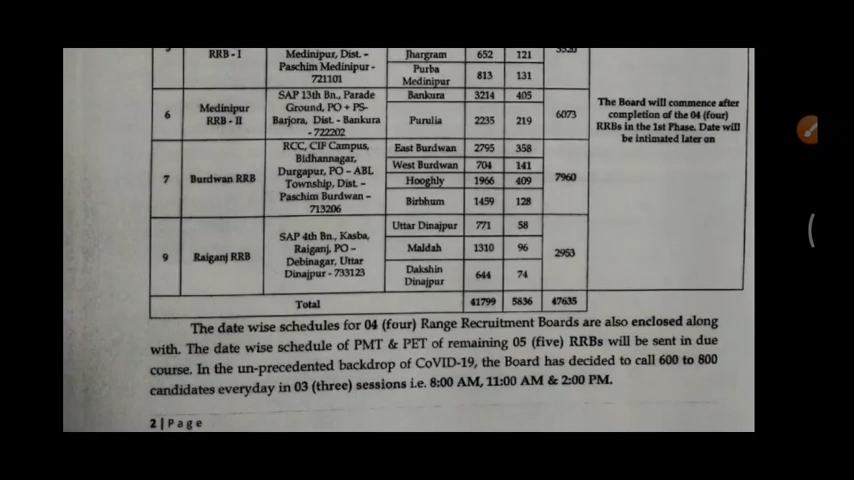 RRB - I
Medinipur, Dist. –
Paschim Medinipur -
721101
Jhargram 652 121
Purba
Medinipur
813 131
3520
6
Medinipur
RRB - II
SAP 13th Bn., Parade
Ground, PO + PS-
Barjora, Dist. - Bankura
- 722202
Bankura 3214 405
Purulia 2235 219
6073
The Board will commence after
completion of the 04 (four)
RRBs in the 1st Phase. Date will
be intimated later on
7
Burdwan RRB
RCC, CIF Campus,
Bidhannagar,
Durgapur, PO – ABL
Township, Dist. –
Paschim Burdwan –
713206
East Burdwan 2795 358
West Burdwan 704 141
Hooghly 1966 409
Birbhum 1459 128
7960
9
Raiganj RRB
SAP 4th Bn., Kasba,
Raiganj, PO –
Debinagar, Uttar
Dinajpur - 733123
Uttar Dinajpur 771 58
Maldah 1310 96
Dakshin
Dinajpur
644 74
2953
Total 41799 5836 47635
The date wise schedules for 04 (four) Range Recruitment Boards are also enclosed along
with. The date wise schedule of PMT & PET of remaining 05 (five) RRBs will be sent in due
course. In the un-precedented backdrop of CoVID-19, the Board has decided to call 600 to 800
candidates everyday in 03 (three) sessions i.e. 8:00 AM, 11:00 AM & 2:00 PM.
2 | Page